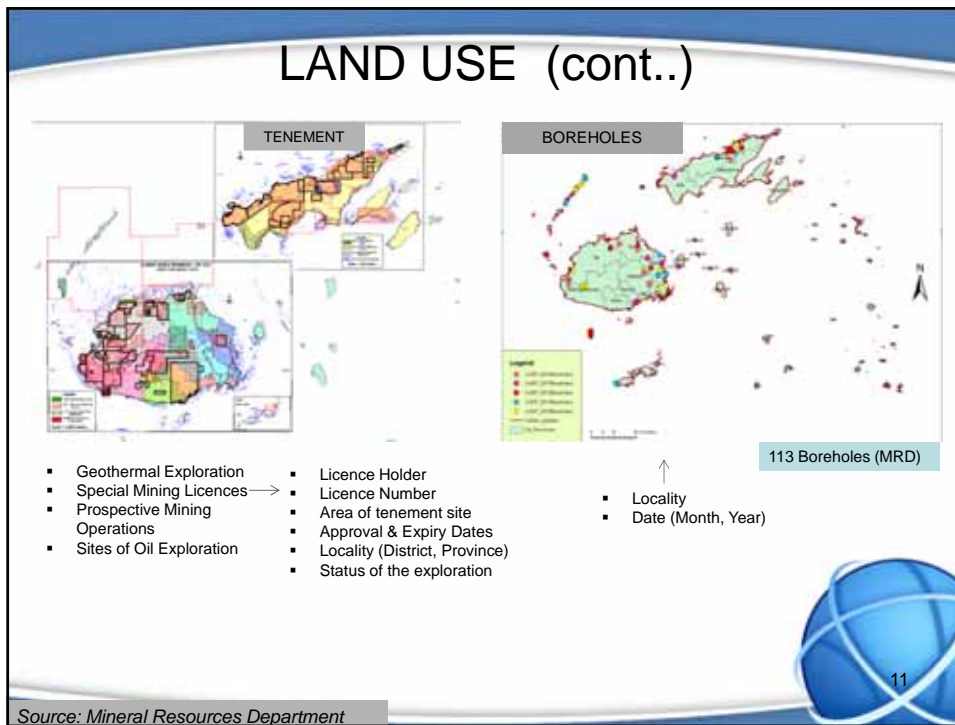 LAND USE (cont..)
TENEMENT
BOREHOLES
N
Legend
113 Boreholes (MRD)
▪ Geothermal Exploration
▪ Special Mining Licences
▪ Prospective Mining
Operations
▪ Sites of Oil Exploration
▪ Licence Holder
▪ Licence Number
▪ Area of tenement site
▪ Approval & Expiry Dates
▪ Locality (District, Province)
▪ Status of the exploration
▪ Locality
▪ Date (Month, Year)
11
Source: Mineral Resources Department